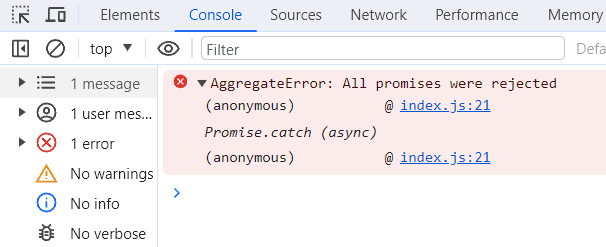 Elements Console Sources Network Performance Memory
top Filter Defa
1 message
1 user mes...
1 error
No warnings
No info
No verbose
AggregateError: All promises were rejected
(anonymous) @ index.js:21
Promise.catch (async)
(anonymous) @ index.js:21